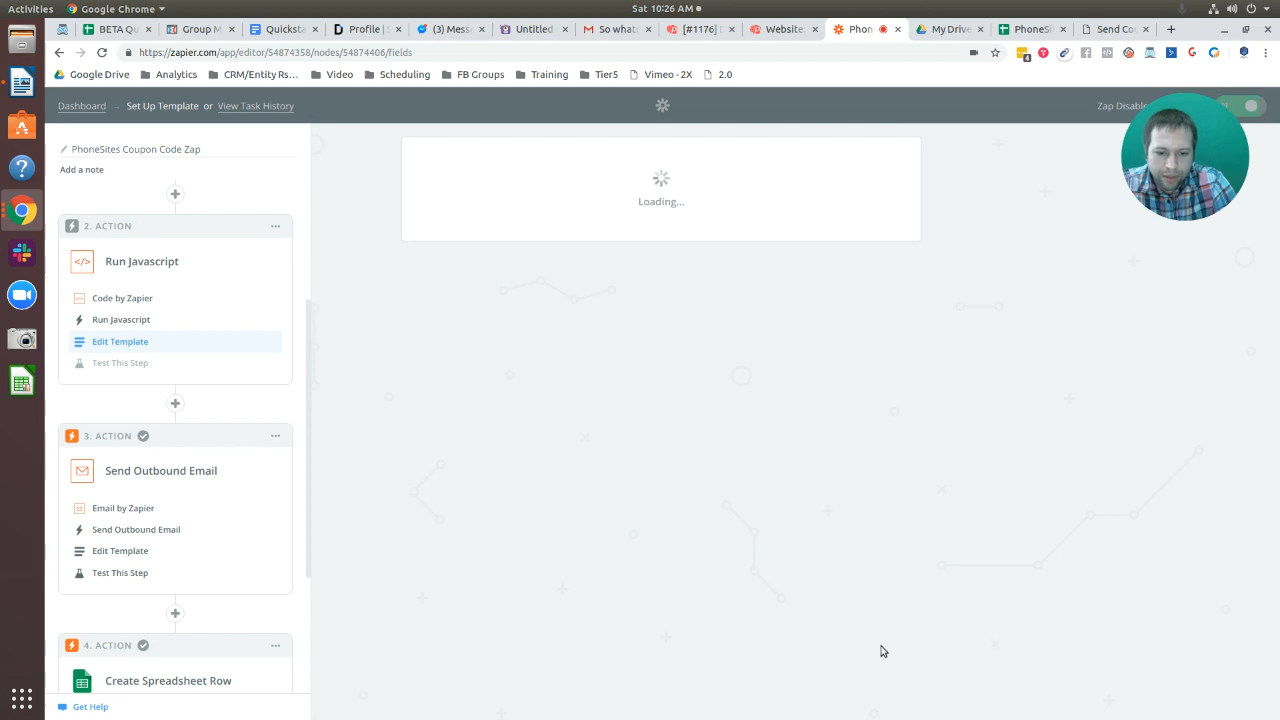 Activities
Google Chrome
Sat 10:26 AM
BETA Qu
Group M
Quickst
Profile | S
(3) Mess
Untitled
So what
[#1176] [
Website
Phon
My Drive
PhoneSi
Send Cou
https://zapier.com/app/editor/54874358/nodes/54874406/fields
4
Google Drive
Analytics
CRM/Entity Rs...
Video
Scheduling
FB Groups
Training
Tier5
Vimeo - 2X
2.0
Dashboard → Set Up Template or View Task History
Zap Disable
PhoneSites Coupon Code Zap
Add a note
Loading...
2. ACTION
</> Run Javascript
Code by Zapier
Run Javascript
Edit Template
Test This Step
3. ACTION
Send Outbound Email
Email by Zapier
Send Outbound Email
Edit Template
Test This Step
4. ACTION
Create Spreadsheet Row
Get Help